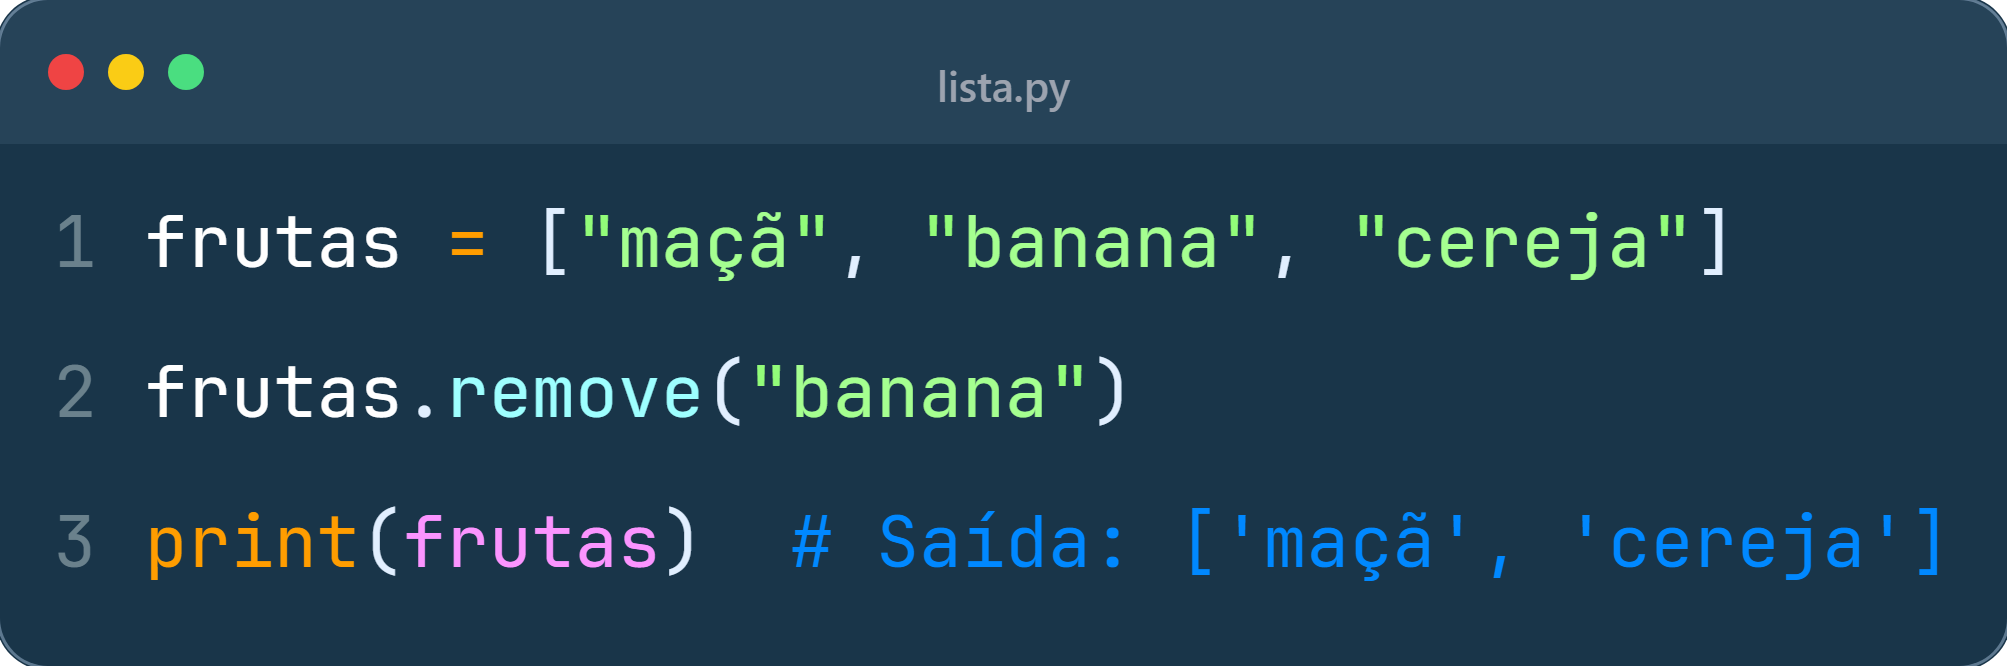 lista.py
1 frutas = ["maçã", "banana", "cereja"]
2 frutas.remove("banana")
3 print(frutas)  # Saída: ['maçã', 'cereja']